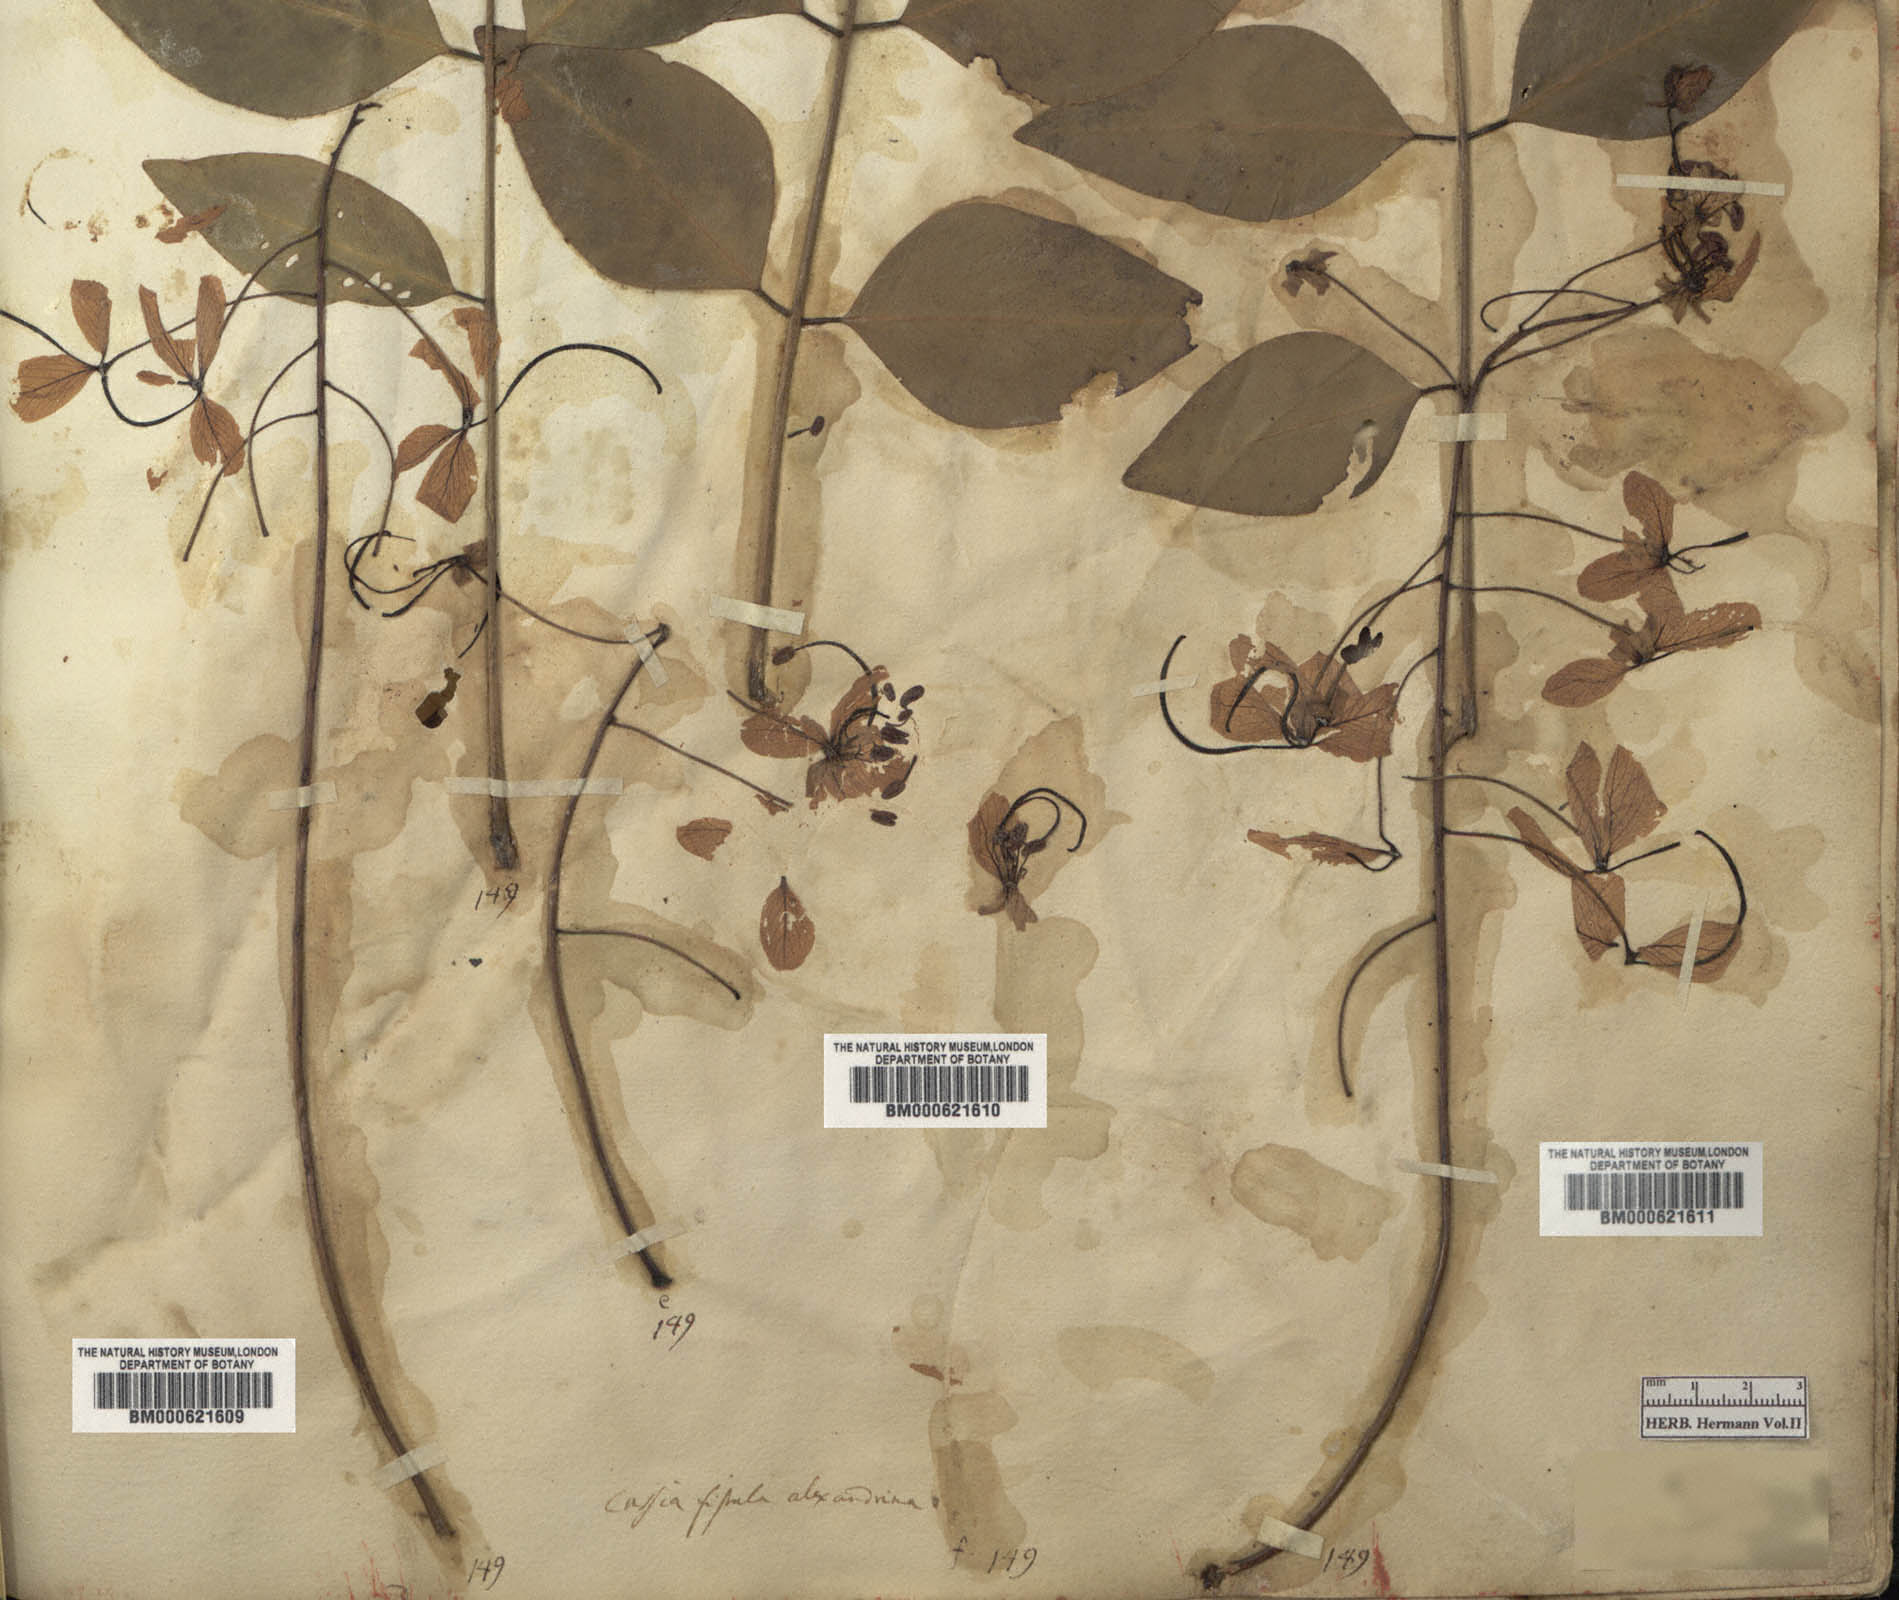 149
THE NATURAL HISTORY MUSEUM,LONDON
DEPARTMENT OF BOTANY
BM000621610
THE NATURAL HISTORY MUSEUM,LONDON
DEPARTMENT OF BOTANY
BM000621611
e
149
THE NATURAL HISTORY MUSEUM,LONDON
DEPARTMENT OF BOTANY
BM000621609
mm 1 2 3
HERB. Hermann Vol.II
Cassia fistula alexandrina
149
f 149
149